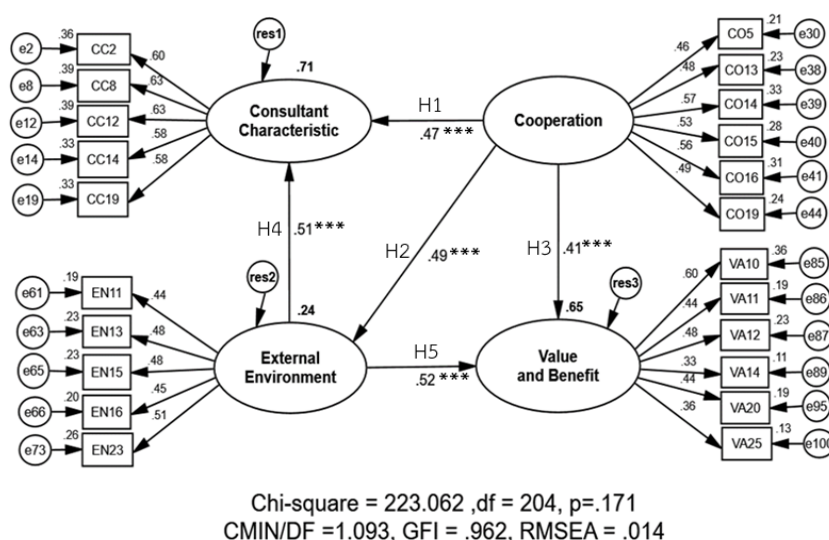 res1
.71
Consultant
Characteristic
e2
.36
CC2
.60
e8
.39
CC8
.63
e12
.39
CC12
.63
e14
.33
CC14
.58
e19
.33
CC19
.58
H1
.47 ***
Cooperation
.46
CO5
.21
e30
.48
CO13
.23
e38
.57
CO14
.33
e39
.53
CO15
.28
e40
.56
CO16
.31
e41
.49
CO19
.24
e44
H4
.51 ***
H2
.49 ***
H3
.41 ***
res2
.24
External
Environment
e61
.19
EN11
.44
e63
.23
EN13
.48
e65
.23
EN15
.48
e66
.20
EN16
.45
e73
.26
EN23
.51
H5
.52 ***
res3
.65
Value
and Benefit
.60
VA10
.36
e85
.44
VA11
.19
e86
.48
VA12
.23
e87
.33
VA14
.11
e89
.44
VA20
.19
e95
.36
VA25
.13
e100
Chi-square = 223.062 ,df = 204, p=.171
CMIN/DF =1.093, GFI = .962, RMSEA = .014